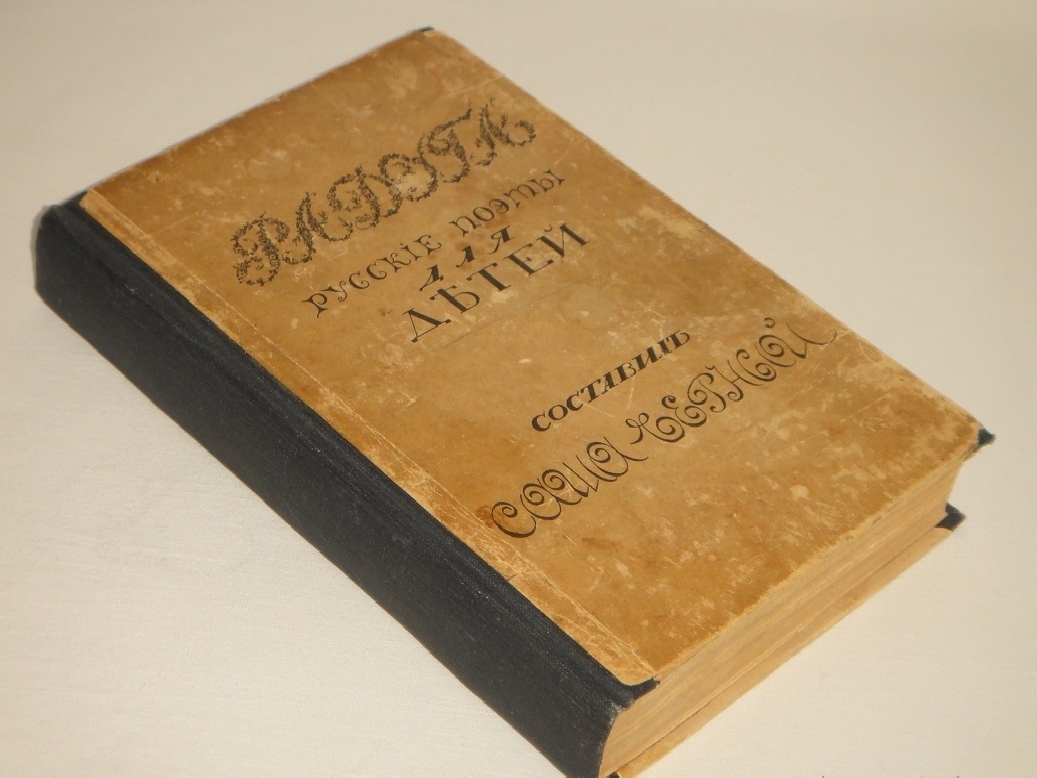 РАДУГА
РУССКІЕ ПОЭТЫ
ДЛЯ
ДѢТЕЙ
СОСТАВИЛЪ
САША ЧЕРНЫЙ